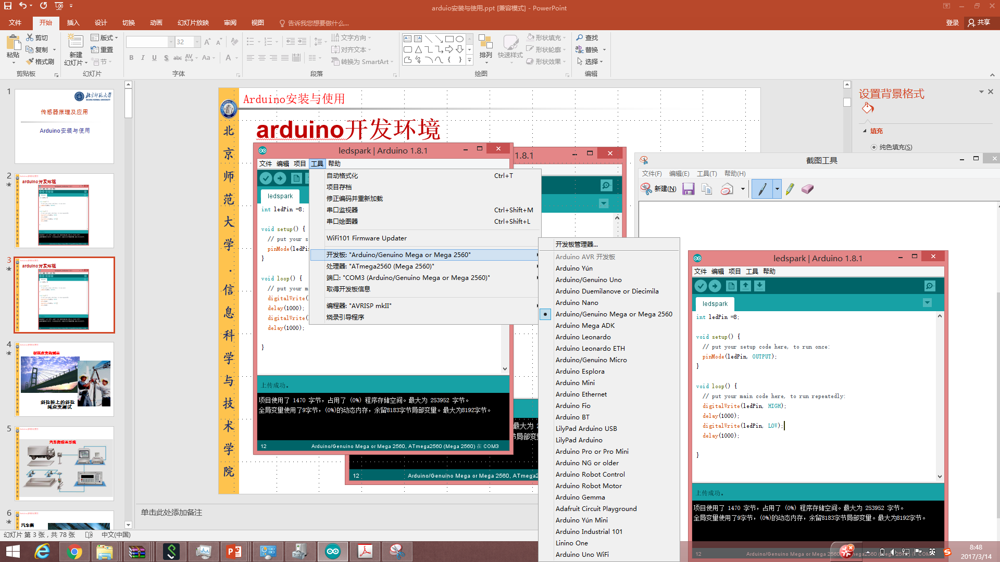 arduio安装与使用.ppt [兼容模式] - PowerPoint
文件 开始 插入 设计 切换 动画 幻灯片放映 审阅 视图 告诉我您想要做什么... 登录 共享
粘贴 剪切 复制 格式刷 剪贴板
新建 幻灯片 版式 重置 节 幻灯片
32
B I U S abc AV Aa A 字体
文字方向 对齐文本 转换为 SmartArt 段落
排列 快速样式 形状填充 形状轮廓 形状效果 绘图
查找 替换 选择 编辑
1
北京师范大学
BEIJING NORMAL UNIVERSITY
传感器原理及应用
Arduino安装与使用
2
arduino开发环境
3
arduino开发环境
4
材料应变的测试
斜拉桥上的斜拉
绳应变测试
5
汽车衡称重系统
6
汽车衡
Arduino安装与使用
arduino开发环境
北京师范大学·信息科学与技术学院
ledspark | Arduino 1.8.1
文件 编辑 项目 工具 帮助
ledspark
int ledPin =8;
void setup() {
// put your s
pinMode(ledPi
}
void loop() {
// put your m
digitalWrite(
delay(1000);
digitalWrite(
delay(1000);
}
上传成功。
项目使用了 1470 字节，占用了 (0%) 程序存储空间。最大为 253952 字节。
全局变量使用了9字节，(0%)的动态内存，余留8183字节局部变量。最大为8192字节。
12 Arduino/Genuino Mega or Mega 2560, ATmega2560 (Mega 2560) 在 COM3
自动格式化 Ctrl+T
项目存档
修正编码并重新加载
串口监视器 Ctrl+Shift+M
串口绘图器 Ctrl+Shift+L
WiFi101 Firmware Updater
开发板: "Arduino/Genuino Mega or Mega 2560"
处理器: "ATmega2560 (Mega 2560)"
端口: "COM3 (Arduino/Genuino Mega or Mega 2560)"
取得开发板信息
编程器: "AVRISP mkII"
烧录引导程序
1.8.1
最大为
节局部变
12 Arduino/Genuino Mega or Mega 2560, ATmega2
开发板管理器...
Arduino AVR 开发板
Arduino Yún
Arduino/Genuino Uno
Arduino Duemilanove or Diecimila
Arduino Nano
Arduino/Genuino Mega or Mega 2560
Arduino Mega ADK
Arduino Leonardo
Arduino Leonardo ETH
Arduino/Genuino Micro
Arduino Esplora
Arduino Mini
Arduino Ethernet
Arduino Fio
Arduino BT
LilyPad Arduino USB
LilyPad Arduino
Arduino Pro or Pro Mini
Arduino NG or older
Arduino Robot Control
Arduino Robot Motor
Arduino Gemma
Adafruit Circuit Playground
Arduino Yún Mini
Arduino Industrial 101
Linino One
Arduino Uno WiFi
设置背景格式
填充
纯色填充(S)
截图工具
文件(F) 编辑(E) 工具(T) 帮助(H)
新建(N)
ledspark | Arduino 1.8.1
文件 编辑 项目 工具 帮助
ledspark
int ledPin =8;
void setup() {
// put your setup code here, to run once:
pinMode(ledPin, OUTPUT);
}
void loop() {
// put your main code here, to run repeatedly:
digitalWrite(ledPin, HIGH);
delay(1000);
digitalWrite(ledPin, LOW);
delay(1000);
}
上传成功。
项目使用了 1470 字节，占用了 (0%) 程序存储空间。最大为 253952 字节。
全局变量使用了9字节，(0%)的动态内存，余留8183字节局部变量。最大为8192字节。
12
单击此处添加备注
幻灯片 第 3 张，共 78 张 中文(中国)
英
8:48
2017/3/14